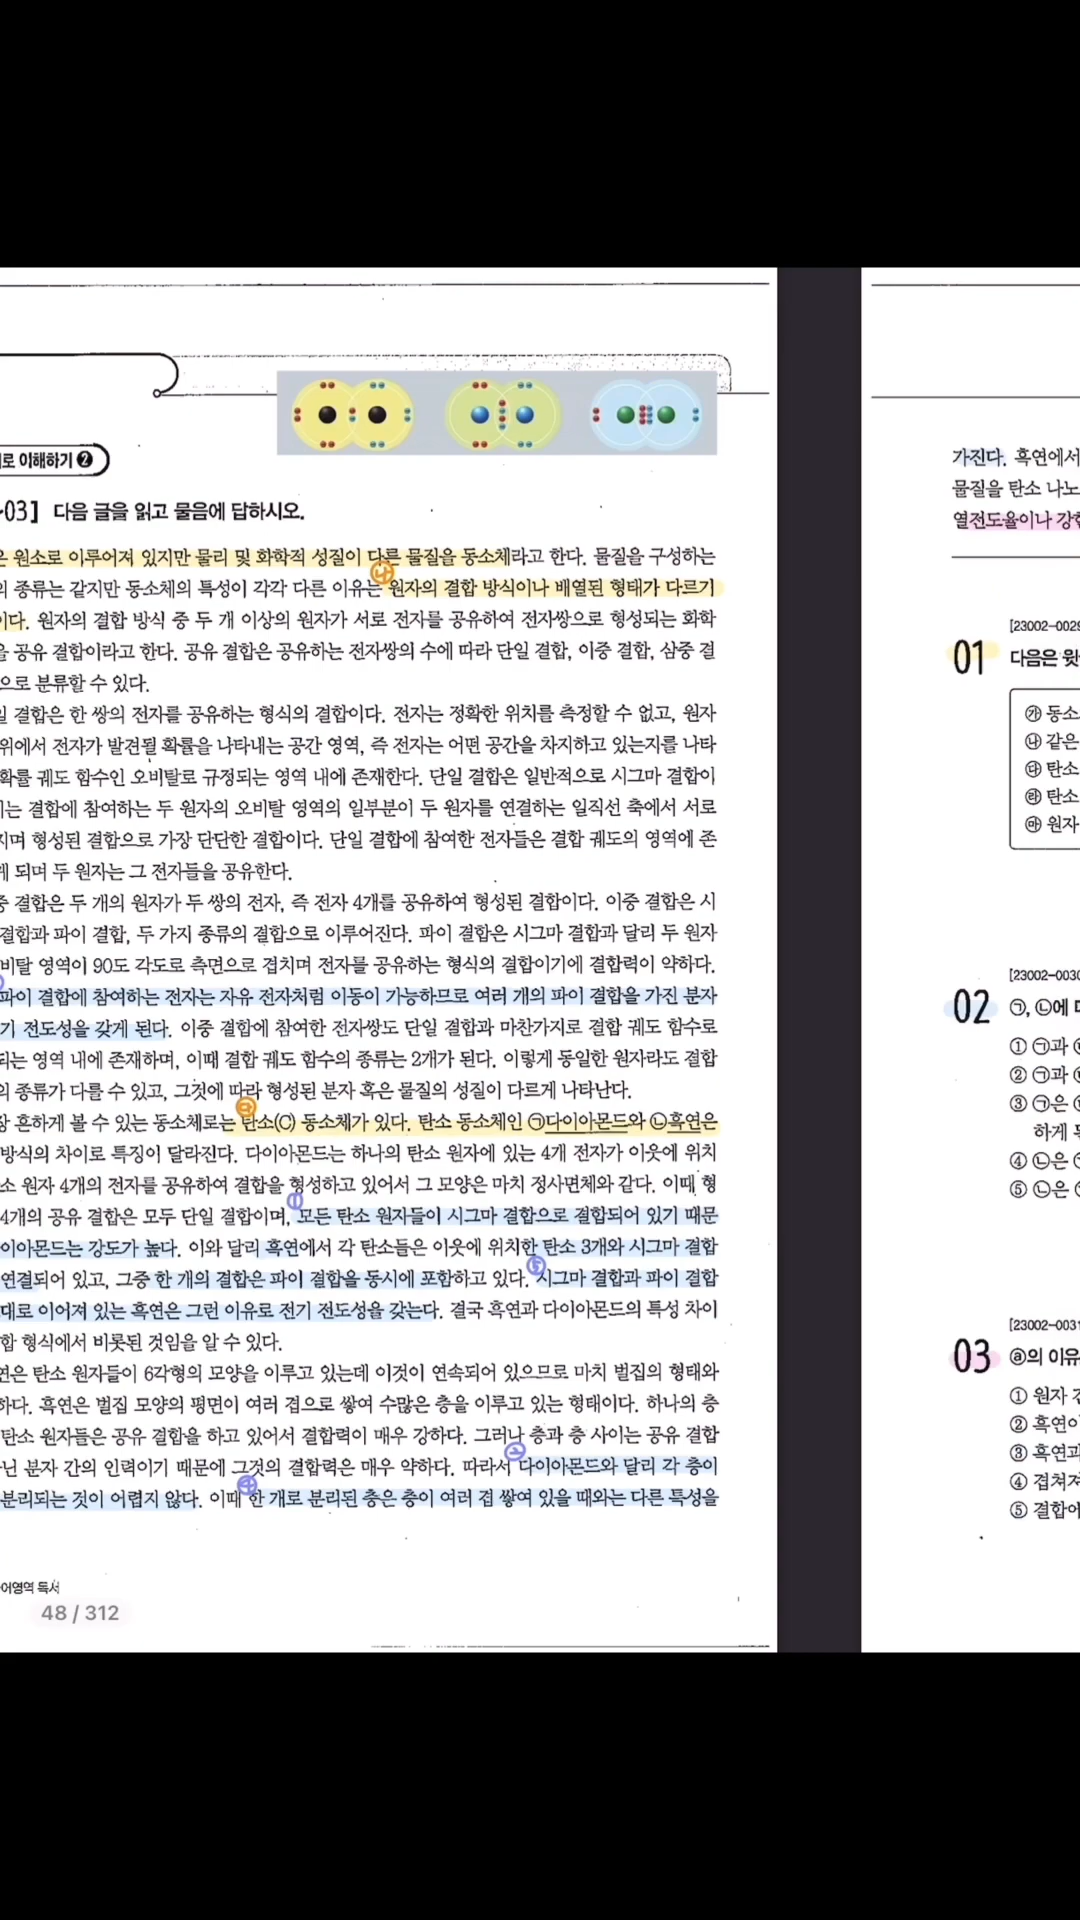 로 이해하기 ❷
03] 다음 글을 읽고 물음에 답하시오.
은 원소로 이루어져 있지만 물리 및 화학적 성질이 다른 물질을 동소체라고 한다. 물질을 구성하는
의 종류는 같지만 동소체의 특성이 각각 다른 이유는 원자의 결합 방식이나 배열된 형태가 다르기
이다. 원자의 결합 방식 중 두 개 이상의 원자가 서로 전자를 공유하여 전자쌍으로 형성되는 화학
을 공유 결합이라고 한다. 공유 결합은 공유하는 전자쌍의 수에 따라 단일 결합, 이중 결합, 삼중 결
으로 분류할 수 있다.
일 결합은 한 쌍의 전자를 공유하는 형식의 결합이다. 전자는 정확한 위치를 측정할 수 없고, 원자
위에서 전자가 발견될 확률을 나타내는 공간 영역, 즉 전자는 어떤 공간을 차지하고 있는지를 나타
확률 궤도 함수인 오비탈로 규정되는 영역 내에 존재한다. 단일 결합은 일반적으로 시그마 결합이
는 결합에 참여하는 두 원자의 오비탈 영역의 일부분이 두 원자를 연결하는 일직선 축에서 서로
지며 형성된 결합으로 가장 단단한 결합이다. 단일 결합에 참여한 전자들은 결합 궤도의 영역에 존
게 되며 두 원자는 그 전자들을 공유한다.
중 결합은 두 개의 원자가 두 쌍의 전자, 즉 전자 4개를 공유하여 형성된 결합이다. 이중 결합은 시
결합과 파이 결합, 두 가지 종류의 결합으로 이루어진다. 파이 결합은 시그마 결합과 달리 두 원자
비탈 영역이 90도 각도로 측면으로 겹치며 전자를 공유하는 형식의 결합이기에 결합력이 약하다.
파이 결합에 참여하는 전자는 자유 전자처럼 이동이 가능하므로 여러 개의 파이 결합을 가진 분자
기 전도성을 갖게 된다. 이중 결합에 참여한 전자쌍도 단일 결합과 마찬가지로 결합 궤도 함수로
되는 영역 내에 존재하며, 이때 결합 궤도 함수의 종류는 2개가 된다. 이렇게 동일한 원자라도 결합
의 종류가 다를 수 있고, 그것에 따라 형성된 분자 혹은 물질의 성질이 다르게 나타난다.
㉱
장 흔하게 볼 수 있는 동소체로는 탄소(C) 동소체가 있다. 탄소 동소체인 ㉠다이아몬드와 ㉡흑연은
방식의 차이로 특징이 달라진다. 다이아몬드는 하나의 탄소 원자에 있는 4개 전자가 이웃에 위치
소 원자 4개의 전자를 공유하여 결합을 형성하고 있어서 그 모양은 마치 정사면체와 같다. 이때 형
①
4개의 공유 결합은 모두 단일 결합이며, 모든 탄소 원자들이 시그마 결합으로 결합되어 있기 때문
이아몬드는 강도가 높다. 이와 달리 흑연에서 각 탄소들은 이웃에 위치한 탄소 3개와 시그마 결합
⑤
연결되어 있고, 그중 한 개의 결합은 파이 결합을 동시에 포함하고 있다. 시그마 결합과 파이 결합
대로 이어져 있는 흑연은 그런 이유로 전기 전도성을 갖는다. 결국 흑연과 다이아몬드의 특성 차이
합 형식에서 비롯된 것임을 알 수 있다.
연은 탄소 원자들이 6각형의 모양을 이루고 있는데 이것이 연속되어 있으므로 마치 벌집의 형태와
하다. 흑연은 벌집 모양의 평면이 여러 겹으로 쌓여 수많은 층을 이루고 있는 형태이다. 하나의 층
탄소 원자들은 공유 결합을 하고 있어서 결합력이 매우 강하다. 그러나 층과 층 사이는 공유 결합
닌 분자 간의 인력이기 때문에 그것의 결합력은 매우 약하다. 따라서 다이아몬드와 달리 각 층이
④
분리되는 것이 어렵지 않다. 이때 한 개로 분리된 층은 층이 여러 겹 쌓여 있을 때와는 다른 특성을
어영역 독서
48 / 312
가진다. 흑연에서
물질을 탄소 나노
열전도율이나 강한
[23002-0029
01 다음은 윗
㉮ 동소
㉯ 같은
㉰ 탄소
㉱ 탄소
㉲ 원자
[23002-0030
02 ㉠, ㉡에
① ㉠과
② ㉠과
③ ㉠은
하게
④ ㉡은
⑤ ㉡은
[23002-0031
03 ⓐ의 이유
① 원자
② 흑연이
③ 흑연과
④ 겹쳐져
⑤ 결합에